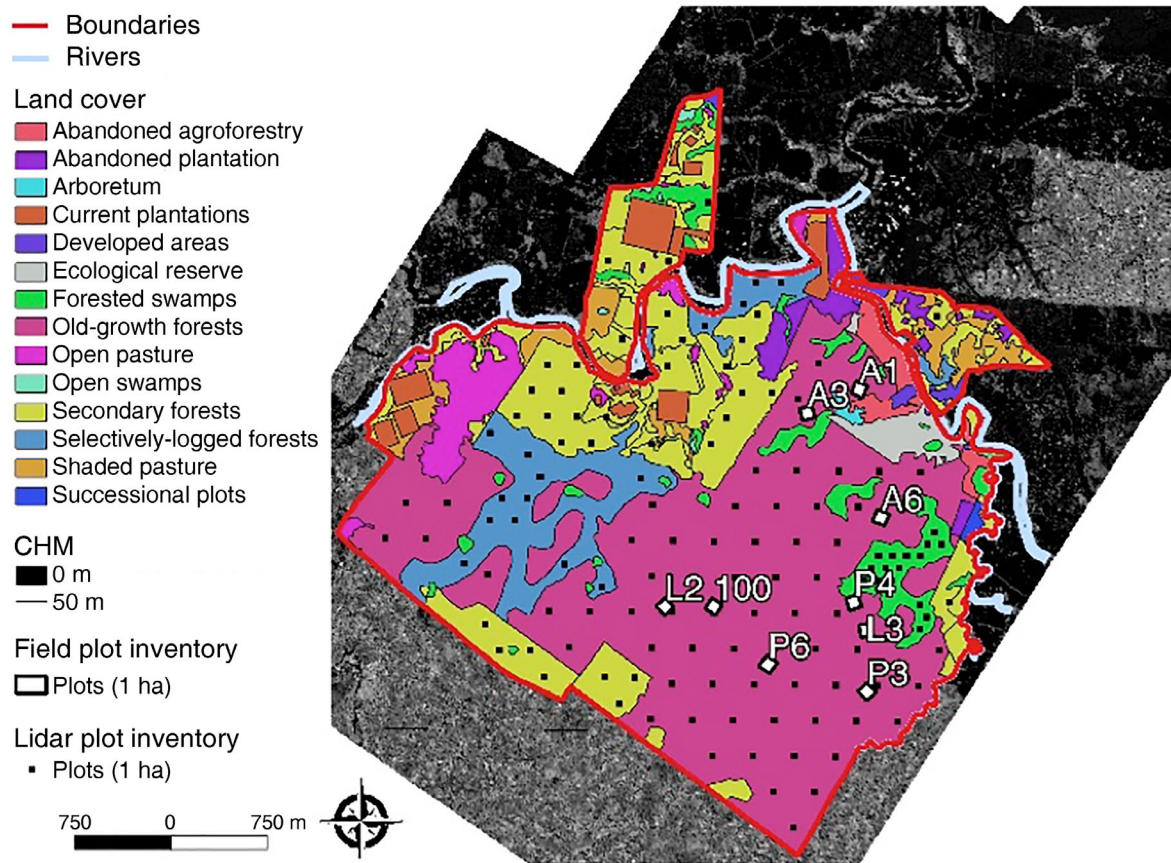 Boundaries
Rivers
Land cover
Abandoned agroforestry
Abandoned plantation
Arboretum
Current plantations
Developed areas
Ecological reserve
Forested swamps
Old-growth forests
Open pasture
Open swamps
Secondary forests
Selectively-logged forests
Shaded pasture
Successional plots
CHM
0 m
50 m
Field plot inventory
Plots (1 ha)
Lidar plot inventory
Plots (1 ha)
750 0 750 m
A1
A3
A6
L2 100
P4
L3
P6
P3